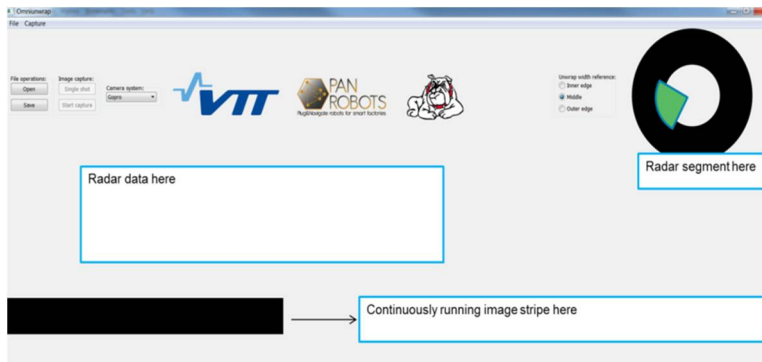 Omniunwrap
File Capture
File operations:
Open
Save
Image capture:
Single shot
Start capture
Camera system:
Gopro
VTT
PAN
ROBOTS
Plug&Navigate robots for smart factories
Unwrap width reference:
Inner edge
Middle
Outer edge
Radar segment here
Radar data here
Continuously running image stripe here